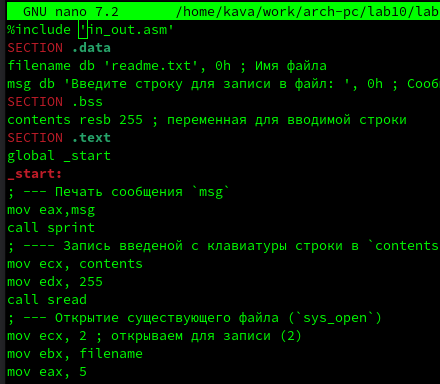 GNU nano 7.2 /home/kava/work/arch-pc/lab10/lab
%include 'in_out.asm'
SECTION .data
filename db 'readme.txt', 0h ; Имя файла
msg db 'Введите строку для записи в файл: ', 0h ; Сооб
SECTION .bss
contents resb 255 ; переменная для вводимой строки
SECTION .text
global _start
_start:
; --- Печать сообщения `msg`
mov eax,msg
call sprint
; ---- Запись введеной с клавиатуры строки в `contents
mov ecx, contents
mov edx, 255
call sread
; --- Открытие существующего файла (`sys_open`)
mov ecx, 2 ; открываем для записи (2)
mov ebx, filename
mov eax, 5